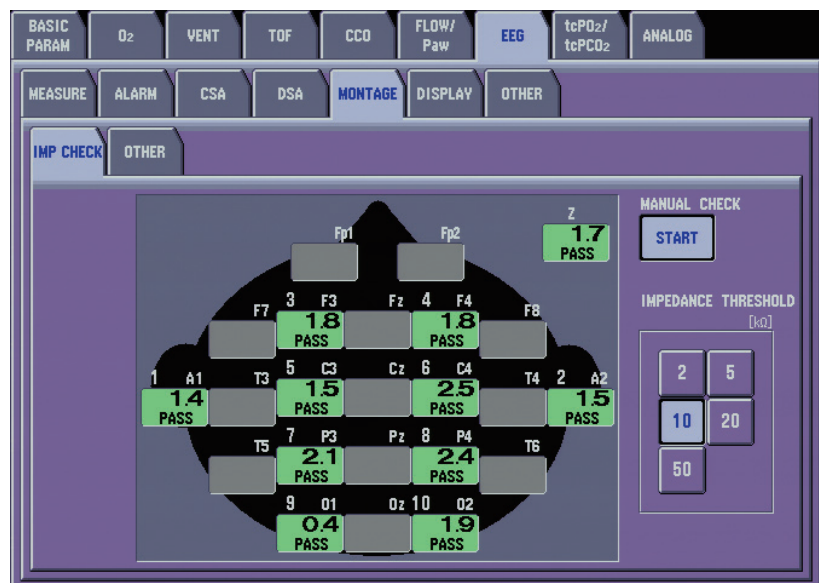 BASIC PARAM O2 VENT TOF CCO FLOW/ Paw EEG tcPO2/ tcPCO2 ANALOG
MEASURE ALARM CSA DSA MONTAGE DISPLAY OTHER
IMP CHECK OTHER
MANUAL CHECK
START
Z
1.7
PASS
Fp1 Fp2
F7 3 F3 Fz 4 F4 F8
1.8 1.8
PASS PASS
1 A1 T3 5 C3 Cz 6 C4 T4 2 A2
1.4 1.5 2.5 1.5
PASS PASS PASS PASS
T5 7 P3 Pz 8 P4 T6
2.1 2.4
PASS PASS
9 O1 Oz 10 O2
0.4 1.9
PASS PASS
IMPEDANCE THRESHOLD
[kΩ]
2 5
10 20
50